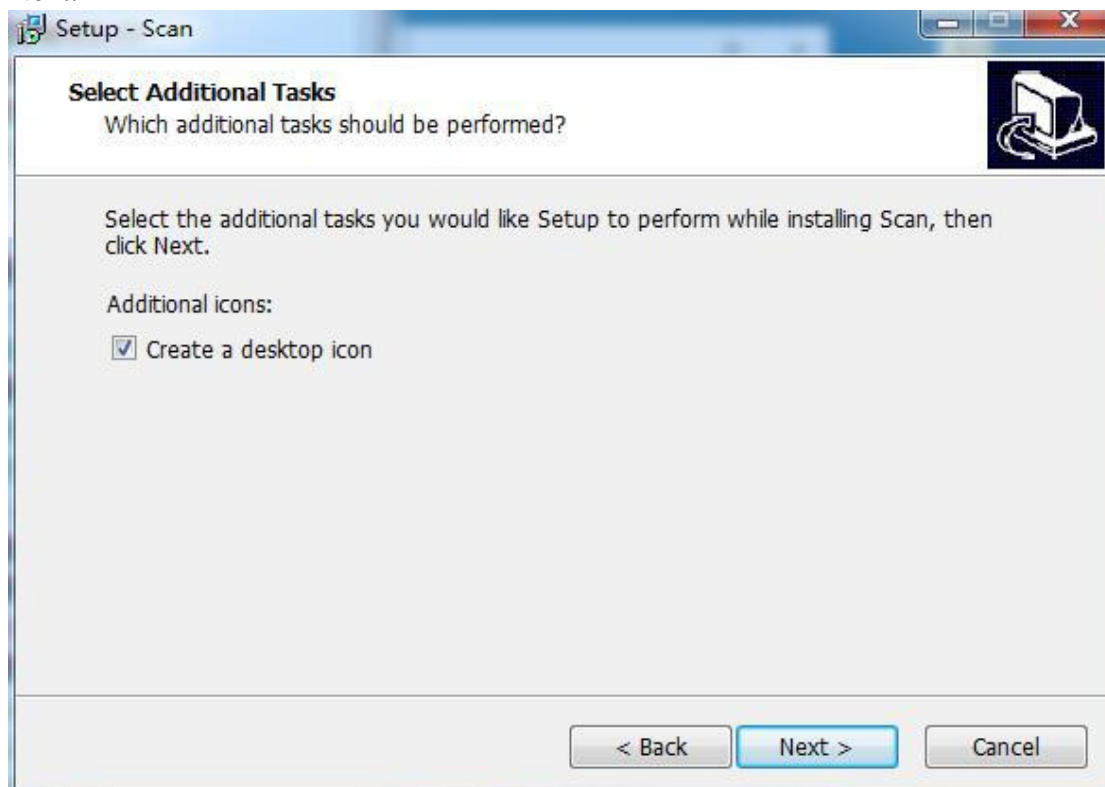 Setup - Scan
Select Additional Tasks
Which additional tasks should be performed?
Select the additional tasks you would like Setup to perform while installing Scan, then
click Next.
Additional icons:
Create a desktop icon
< Back
Next >
Cancel